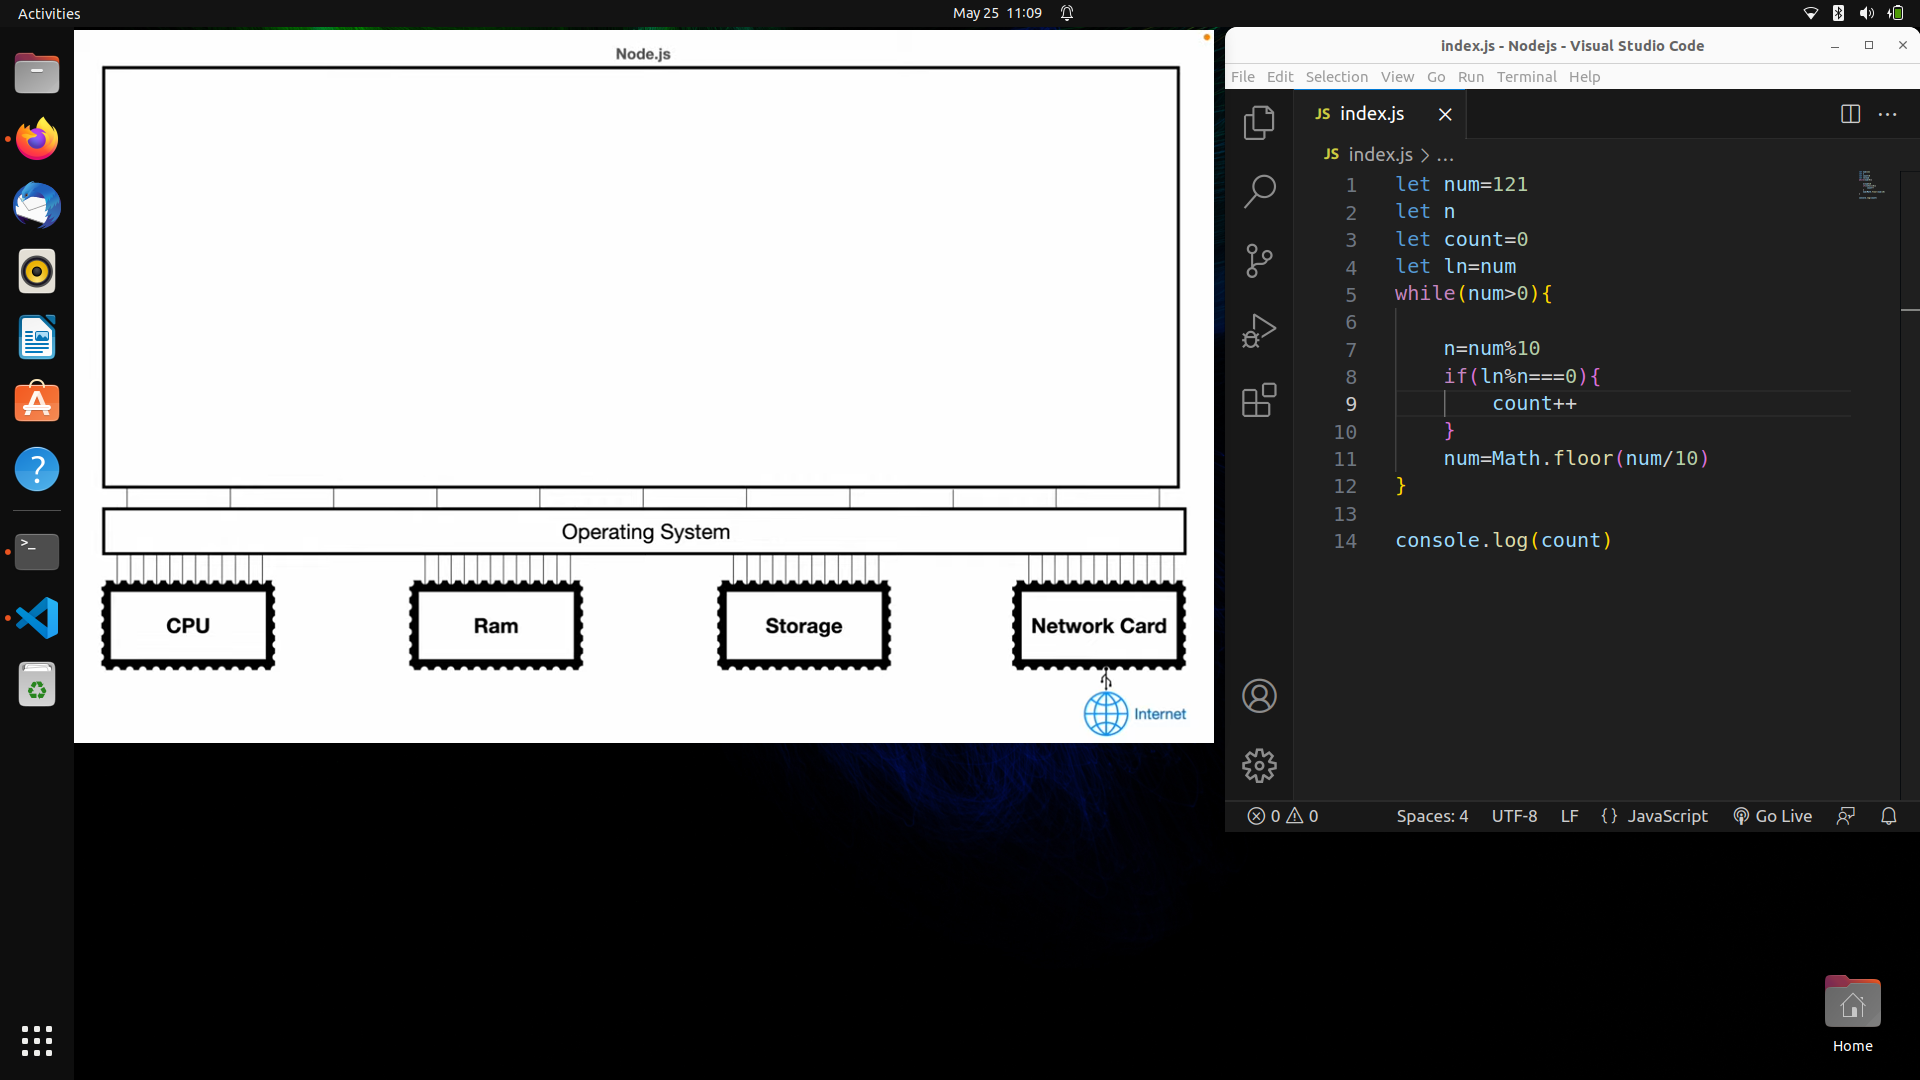 Activities
May 25 11:09
Node.js
Operating System
CPU
Ram
Storage
Network Card
Internet
index.js - Nodejs - Visual Studio Code
File Edit Selection View Go Run Terminal Help
JS index.js
JS index.js > ...
1 let num=121
2 let n
3 let count=0
4 let ln=num
5 while(num>0){
6
7 n=num%10
8 if(ln%n===0){
9 count++
10 }
11 num=Math.floor(num/10)
12 }
13
14 console.log(count)
0 0 Spaces: 4 UTF-8 LF {} JavaScript Go Live
Home